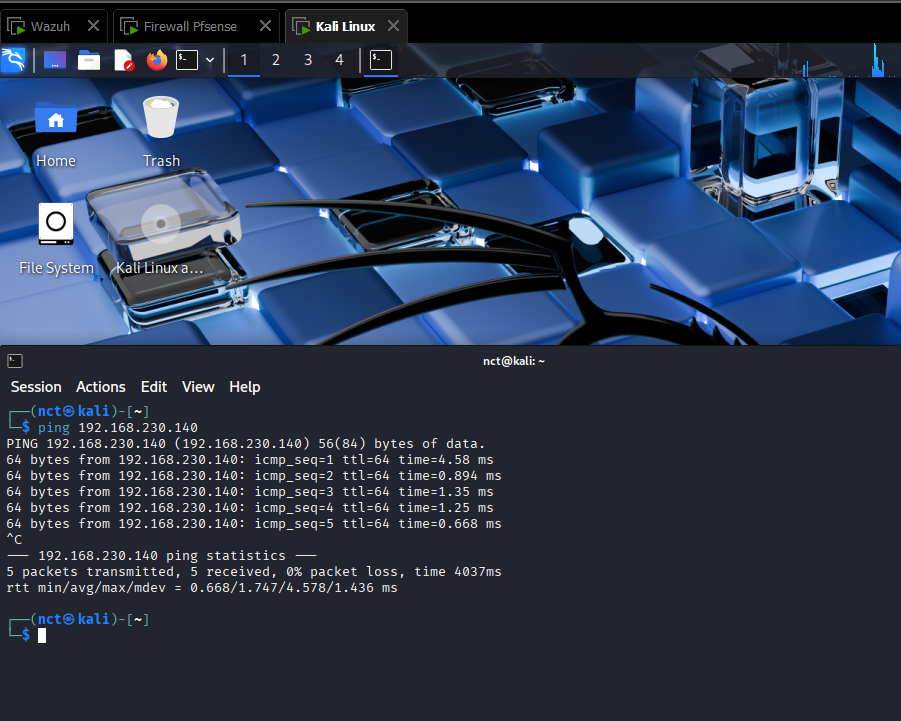 Wazuh
Firewall Pfsense
Kali Linux
1 2 3 4
Home
Trash
File System
Kali Linux a...
nct@kali: ~
Session Actions Edit View Help
┌──(nct㉿kali)-[~]
└─$ ping 192.168.230.140
PING 192.168.230.140 (192.168.230.140) 56(84) bytes of data.
64 bytes from 192.168.230.140: icmp_seq=1 ttl=64 time=4.58 ms
64 bytes from 192.168.230.140: icmp_seq=2 ttl=64 time=0.894 ms
64 bytes from 192.168.230.140: icmp_seq=3 ttl=64 time=1.35 ms
64 bytes from 192.168.230.140: icmp_seq=4 ttl=64 time=1.25 ms
64 bytes from 192.168.230.140: icmp_seq=5 ttl=64 time=0.668 ms
^C
--- 192.168.230.140 ping statistics ---
5 packets transmitted, 5 received, 0% packet loss, time 4037ms
rtt min/avg/max/mdev = 0.668/1.747/4.578/1.436 ms
┌──(nct㉿kali)-[~]
└─$